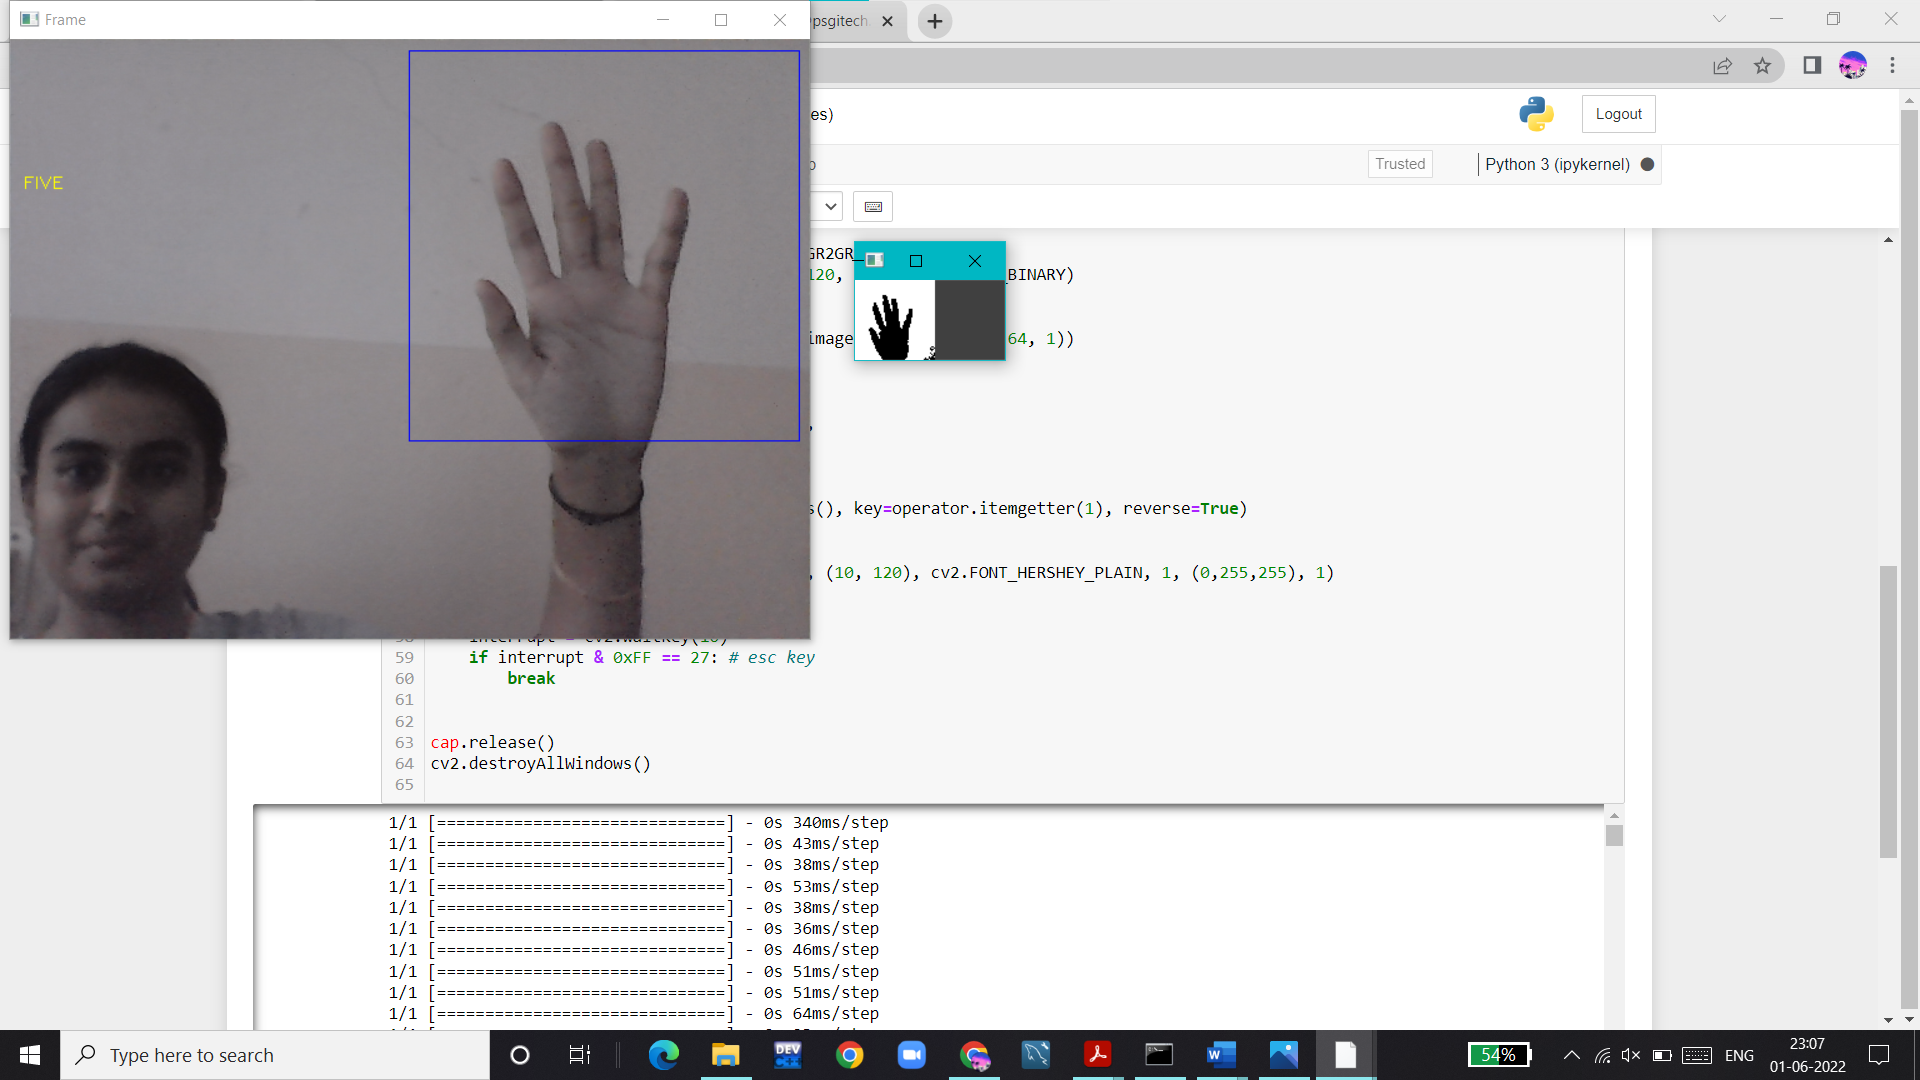 Frame
psgitech
es)
Logout
Trusted
Python 3 (ipykernel)
FIVE
GR2GR
120,
_BINARY)
image
64, 1))
s(), key=operator.itemgetter(1), reverse=True)
, (10, 120), cv2.FONT_HERSHEY_PLAIN, 1, (0,255,255), 1)
59 if interrupt & 0xFF == 27: # esc key
60 break
61
62
63 cap.release()
64 cv2.destroyAllWindows()
65
1/1 [==============================] - 0s 340ms/step
1/1 [==============================] - 0s 43ms/step
1/1 [==============================] - 0s 38ms/step
1/1 [==============================] - 0s 53ms/step
1/1 [==============================] - 0s 38ms/step
1/1 [==============================] - 0s 36ms/step
1/1 [==============================] - 0s 46ms/step
1/1 [==============================] - 0s 51ms/step
1/1 [==============================] - 0s 51ms/step
1/1 [==============================] - 0s 64ms/step
Type here to search
DEV
C++
54%
ENG
23:07
01-06-2022